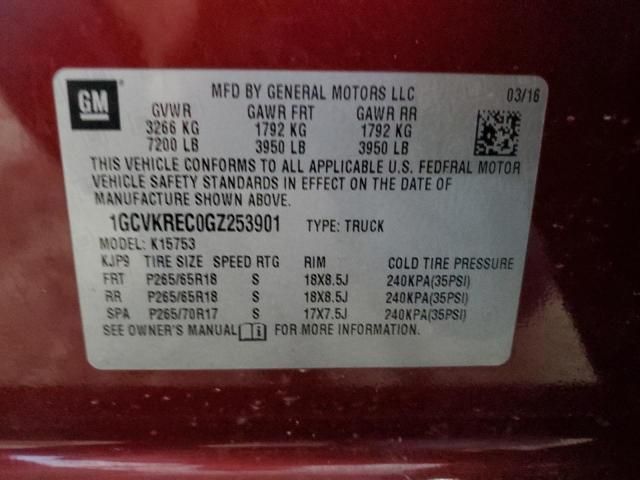 GM
MFD BY GENERAL MOTORS LLC 03/16
GVWR GAWR FRT GAWR RR
3266 KG 1792 KG 1792 KG
7200 LB 3950 LB 3950 LB
THIS VEHICLE CONFORMS TO ALL APPLICABLE U.S. FEDERAL MOTOR
VEHICLE SAFETY STANDARDS IN EFFECT ON THE DATE OF
MANUFACTURE SHOWN ABOVE.
1GCVKREC0GZ253901 TYPE: TRUCK
MODEL: K15753
KJP9 TIRE SIZE SPEED RTG RIM COLD TIRE PRESSURE
FRT P265/65R18 S 18X8.5J 240KPA(35PSI)
RR P265/65R18 S 18X8.5J 240KPA(35PSI)
SPA P265/70R17 S 17X7.5J 240KPA(35PSI)
SEE OWNER'S MANUAL FOR MORE INFORMATION.